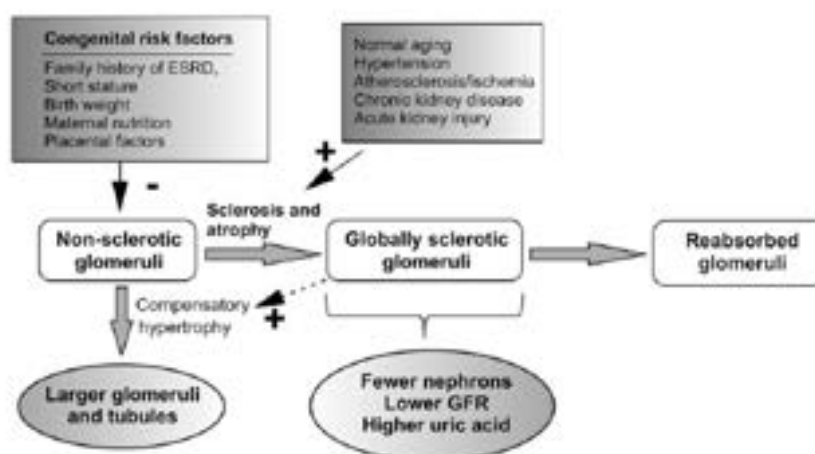 Congenital risk factors
Family history of ESRD,
Short stature
Birth weight
Maternal nutrition
Placental factors
Normal aging
Hypertension
Atherosclerosis/ischemia
Chronic kidney disease
Acute kidney injury
+
-
Sclerosis and
atrophy
Non-sclerotic
glomeruli
Globally sclerotic
glomeruli
Reabsorbed
glomeruli
Compensatory
hypertrophy
+
Larger glomeruli
and tubules
Fewer nephrons
Lower GFR
Higher uric acid